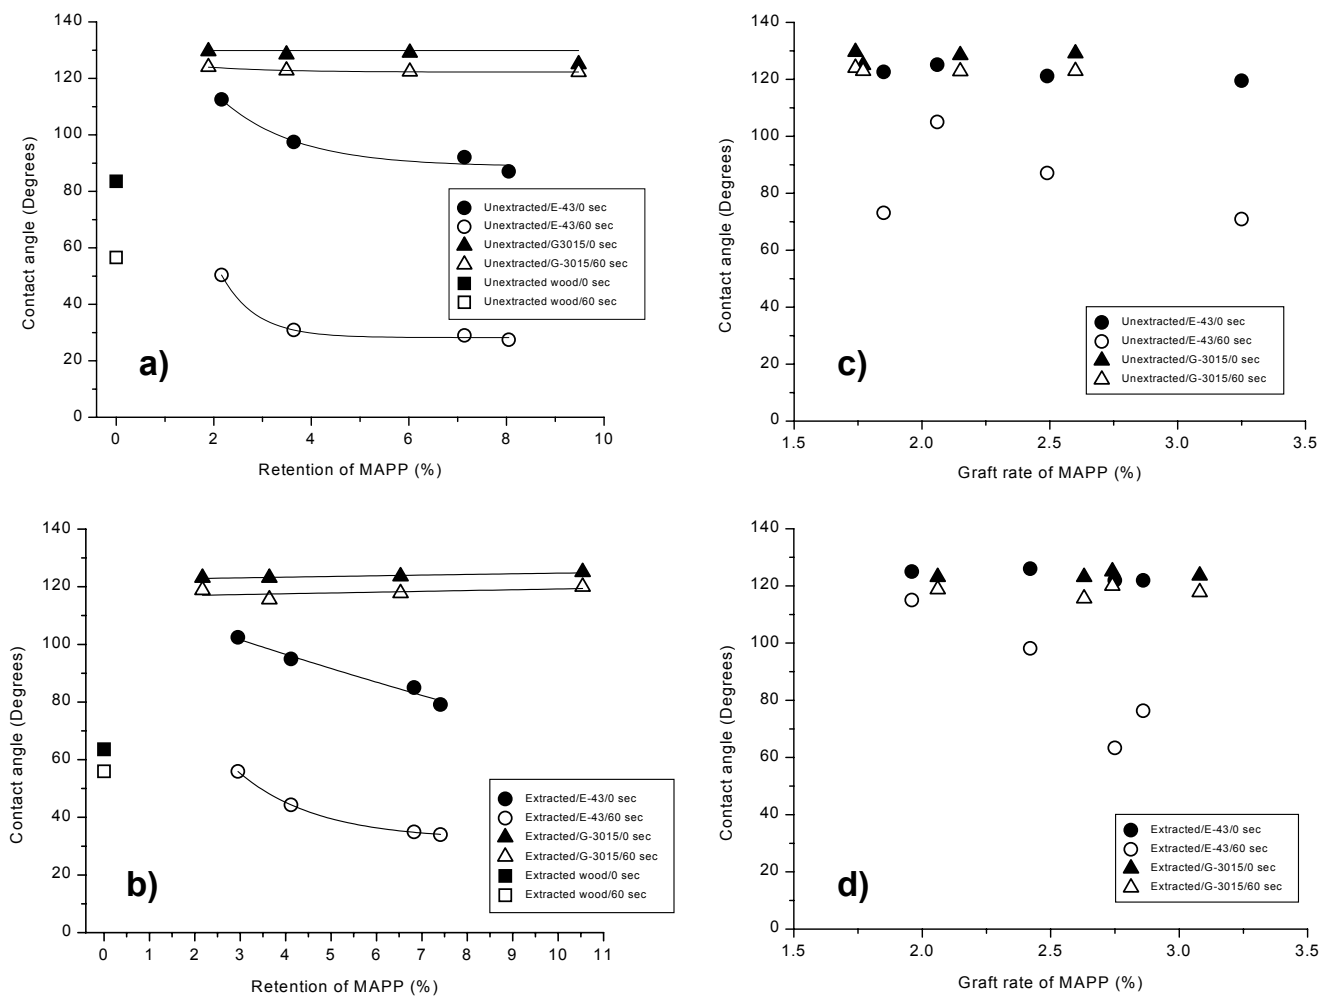 140
120
100
80
60
40
20
0
Contact angle (Degrees)
Unextracted/E-43/0 sec
Unextracted/E-43/60 sec
Unextracted/G3015/0 sec
Unextracted/G-3015/60 sec
Unextracted wood/0 sec
Unextracted wood/60 sec
a)
0 2 4 6 8 10
Retention of MAPP (%)
140
120
100
80
60
40
20
0
Contact angle (Degrees)
Unextracted/E-43/0 sec
Unextracted/E-43/60 sec
Unextracted/G-3015/0 sec
Unextracted/G-3015/60 sec
c)
1.5 2.0 2.5 3.0 3.5
Graft rate of MAPP (%)
140
120
100
80
60
40
20
0
Contact angle (Degrees)
Extracted/E-43/0 sec
Extracted/E-43/60 sec
Extracted/G-3015/0 sec
Extracted/G-3015/60 sec
Extracted wood/0 sec
Extracted wood/60 sec
b)
0 1 2 3 4 5 6 7 8 9 10 11
Retention of MAPP (%)
140
120
100
80
60
40
20
0
Contact angle (Degrees)
Extracted/E-43/0 sec
Extracted/E-43/60 sec
Extracted/G-3015/0 sec
Extracted/G-3015/60 sec
d)
1.5 2.0 2.5 3.0 3.5
Graft rate of MAPP (%)